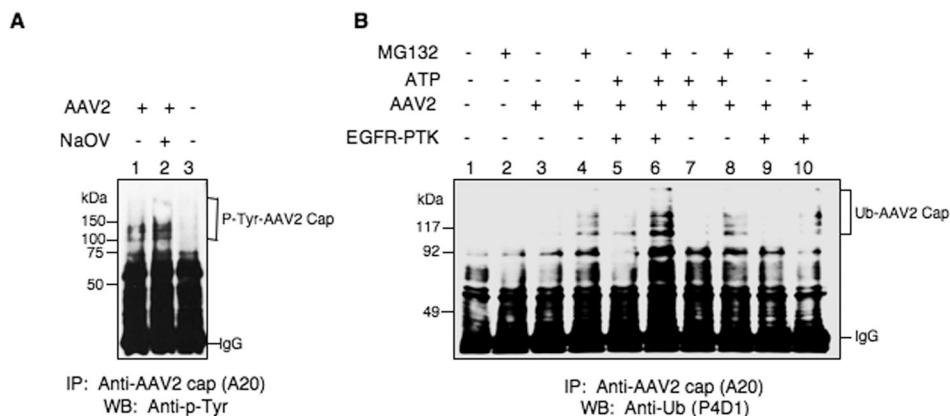 A
AAV2 + + -
NaOV - + -
1 2 3
kDa
150
100
75
50
P-Tyr-AAV2 Cap
IgG
IP: Anti-AAV2 cap (A20)
WB: Anti-p-Tyr
B
MG132 - + - + - + - + - +
ATP - - - - + + + + - -
AAV2 - - + + + + + + + +
EGFR-PTK - - - - + + - - + +
1 2 3 4 5 6 7 8 9 10
kDa
117
92
49
Ub-AAV2 Cap
IgG
IP: Anti-AAV2 cap (A20)
WB: Anti-Ub (P4D1)